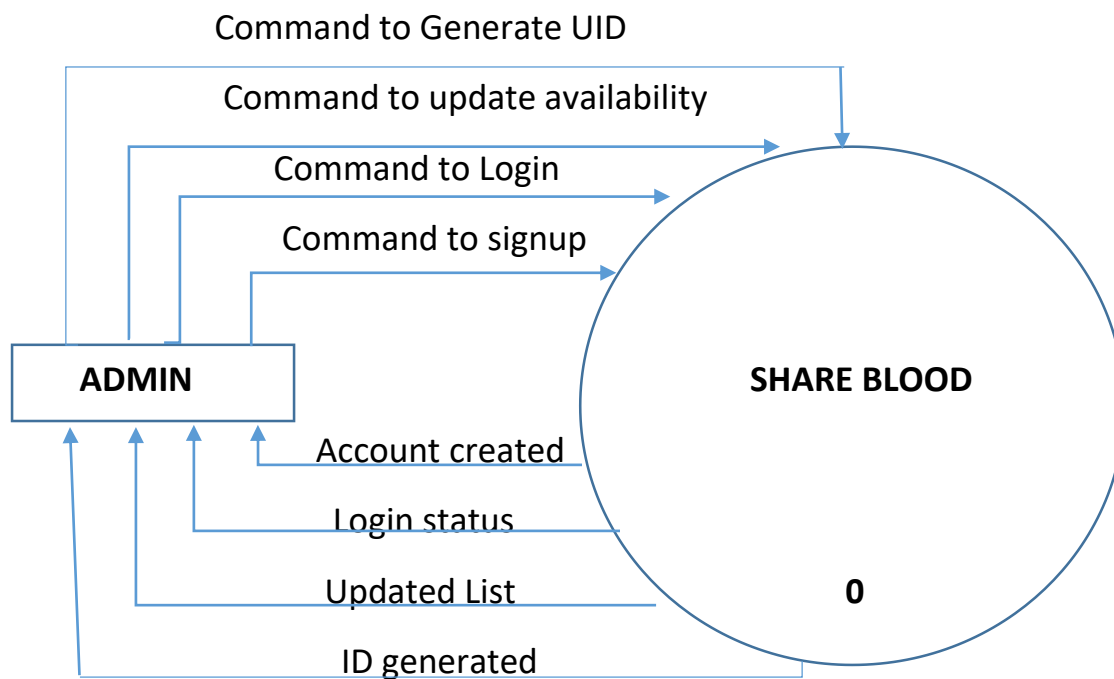 Command to Generate UID
Command to update availability
Command to Login
Command to signup
ADMIN
SHARE BLOOD
Account created
Login status
Updated List
0
ID generated